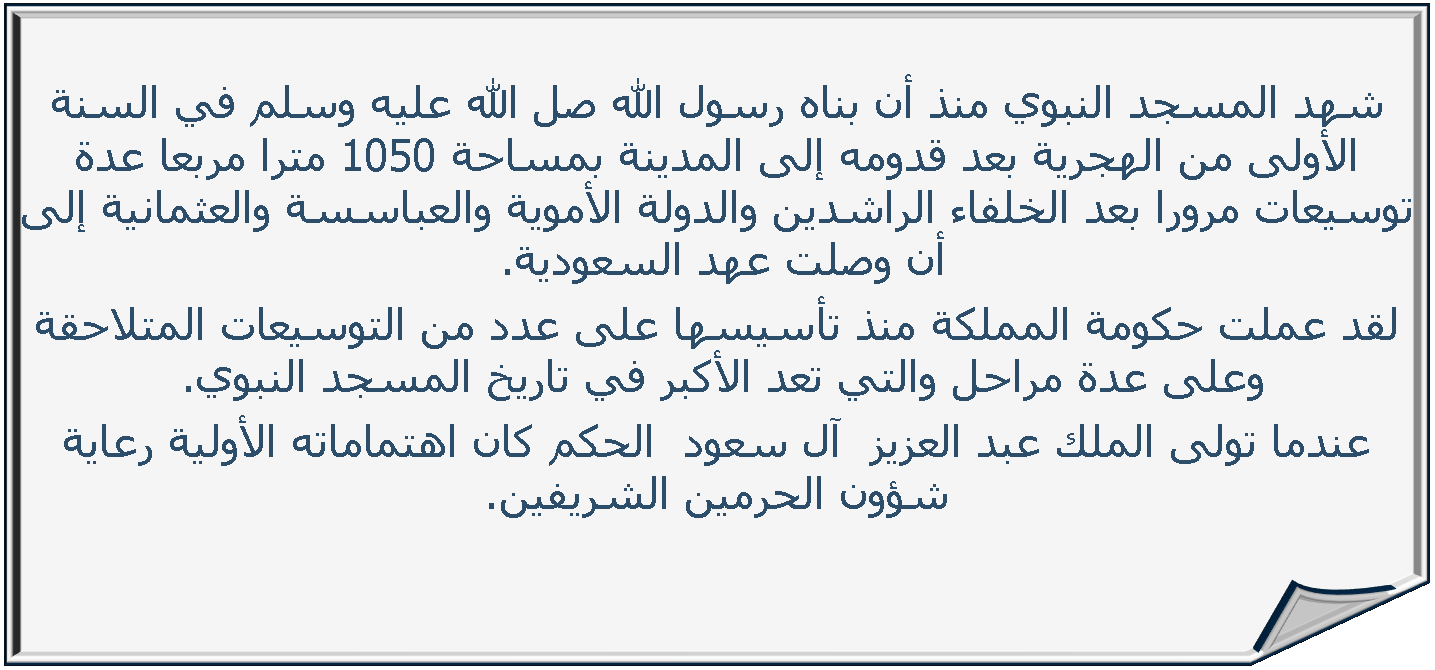 شهد المسجد النبوي منذ أن بناه رسول الله صل الله عليه وسلم في السنة
الأولى من الهجرية بعد قدومه إلى المدينة بمساحة 1050 مترا مربعا عدة
توسيعات مرورا بعد الخلفاء الراشدين والدولة الأموية والعباسسة والعثمانية إلى
أن وصلت عهد السعودية.
لقد عملت حكومة المملكة منذ تأسيسها على عدد من التوسيعات المتلاحقة
وعلى عدة مراحل والتي تعد الأكبر في تاريخ المسجد النبوي.
عندما تولى الملك عبد العزيز آل سعود الحكم كان اهتماماته الأولية رعاية
شؤون الحرمين الشريفين.